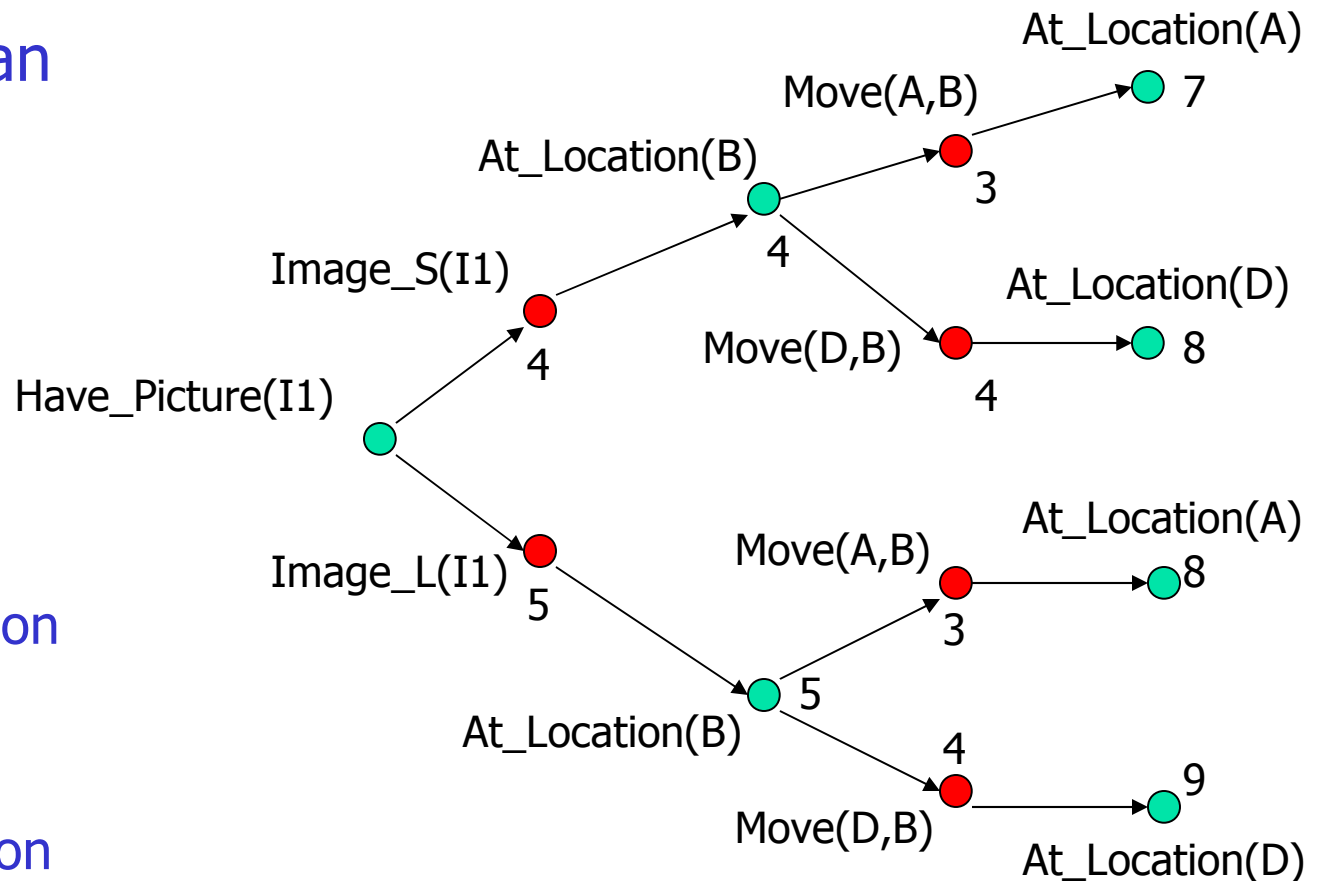 an
At_Location(A)
7
Move(A,B)
3
At_Location(B)
4
Image_S(I1)
4
At_Location(D)
8
Move(D,B)
4
Have_Picture(I1)
Image_L(I1)
5
Move(A,B)
3
At_Location(A)
8
on
At_Location(B)
5
4
Move(D,B)
9
At_Location(D)
on